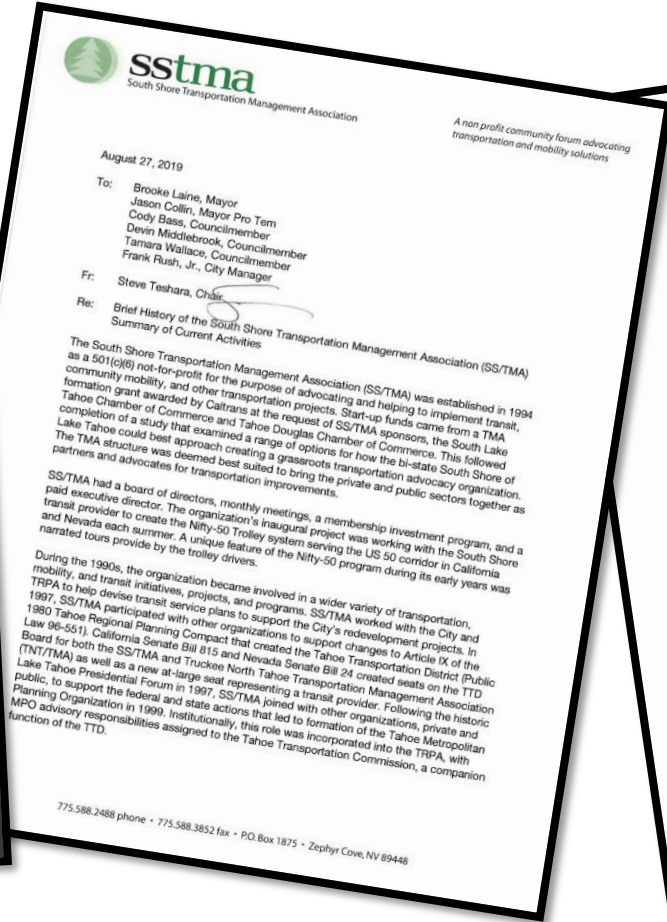 sstma
South Shore Transportation Management Association
A non profit community forum advocating
transportation and mobility solutions
August 27, 2019
To: Brooke Laine, Mayor
Jason Collin, Mayor Pro Tem
Cody Bass, Councilmember
Devin Middlebrook, Councilmember
Tamara Wallace, Councilmember
Frank Rush, Jr., City Manager
Fr: Steve Teshara, Chair
Re: Brief History of the South Shore Transportation Management Association (SS/TMA)
Summary of Current Activities
The South Shore Transportation Management Association (SS/TMA) was established in 1994
as a 501(c)(6) not-for-profit for the purpose of advocating and helping to implement transit,
community mobility, and other transportation projects. Start-up funds came from a TMA
formation grant awarded by Caltrans at the request of SS/TMA sponsors, the South Lake
Tahoe Chamber of Commerce and Tahoe Douglas Chamber of Commerce. This followed
completion of a study that examined a range of options for how the bi-state South Shore of
Lake Tahoe could best approach creating a grassroots transportation advocacy organization.
The TMA structure was deemed best suited to bring the private and public sectors together as
partners and advocates for transportation improvements.
SS/TMA had a board of directors, monthly meetings, a membership investment program, and a
paid executive director. The organization's inaugural project was working with the South Shore
transit provider to create the Nifty-50 Trolley system serving the US 50 corridor in California
and Nevada each summer. A unique feature of the Nifty-50 program during its early years was
narrated tours provide by the trolley drivers.
During the 1990s, the organization became involved in a wider variety of transportation,
mobility, and transit initiatives, projects, and programs. SS/TMA worked with the City and
TRPA to help devise transit service plans to support the City's redevelopment projects. In
1997, SS/TMA participated with other organizations to support changes to Article IX of the
1980 Tahoe Regional Planning Compact that created the Tahoe Transportation District (Public
Law 96-551). California Senate Bill 815 and Nevada Senate Bill 24 created seats on the TTD
Board for both the SS/TMA and Truckee North Tahoe Transportation Management Association
(TNT/TMA) as well as a new at-large seat representing a transit provider. Following the historic
Lake Tahoe Presidential Forum in 1997, SS/TMA joined with other organizations, private and
public, to support the federal and state actions that led to formation of the Tahoe Metropolitan
Planning Organization in 1999. Institutionally, this role was incorporated into the TRPA, with
MPO advisory responsibilities assigned to the Tahoe Transportation Commission, a companion
function of the TTD.
775.588.2488 phone • 775.588.3852 fax • P.O. Box 1875 • Zephyr Cove, NV 89448